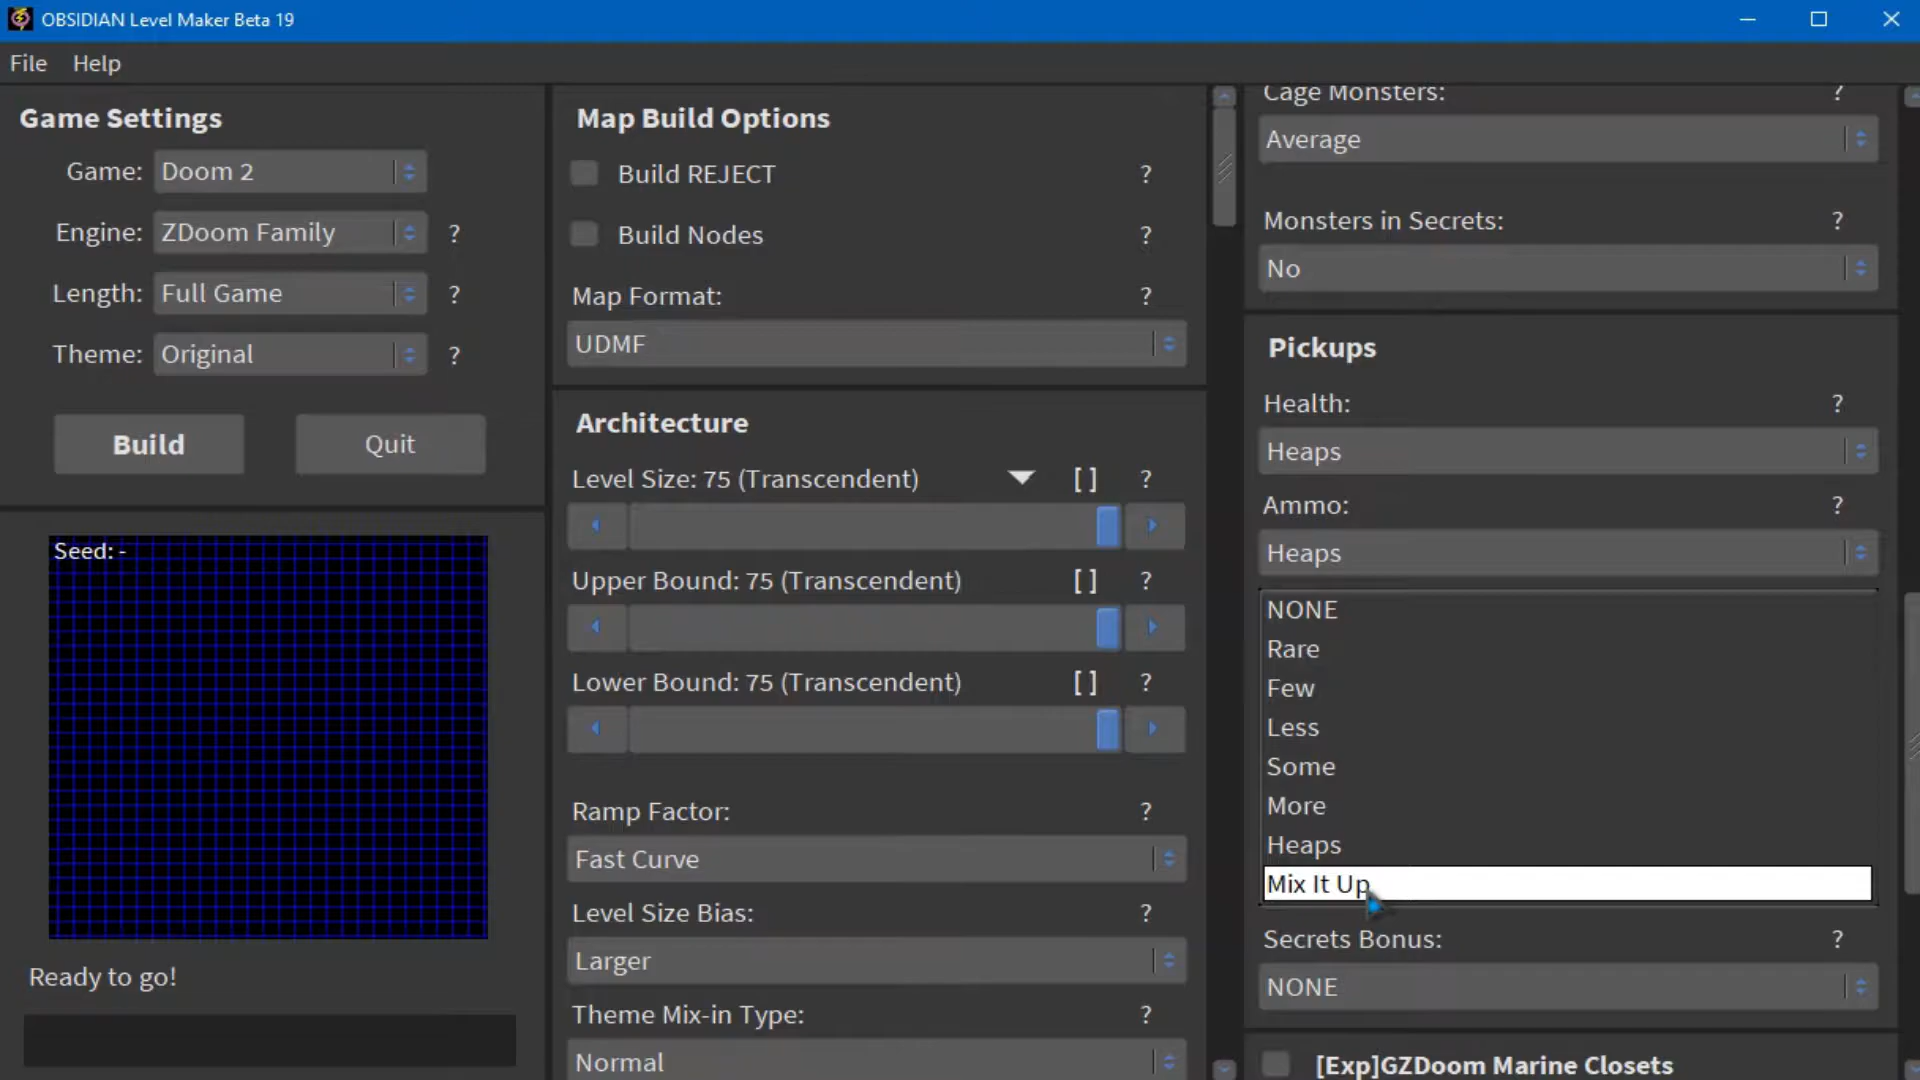 OBSIDIAN Level Maker Beta 19
File Help
Game Settings
Game: Doom 2
Engine: ZDoom Family ?
Length: Full Game ?
Theme: Original ?
Build Quit
Seed: -
Ready to go!
Map Build Options
Build REJECT ?
Build Nodes ?
Map Format: ?
UDMF
Architecture
Level Size: 75 (Transcendent) [ ] ?
Upper Bound: 75 (Transcendent) [ ] ?
Lower Bound: 75 (Transcendent) [ ] ?
Ramp Factor: ?
Fast Curve
Level Size Bias: ?
Larger
Theme Mix-in Type: ?
Normal
Cage Monsters: ?
Average
Monsters in Secrets: ?
No
Pickups
Health: ?
Heaps
Ammo: ?
Heaps
NONE
Rare
Few
Less
Some
More
Heaps
Mix It Up
Secrets Bonus: ?
NONE
[Exp]GZDoom Marine Closets